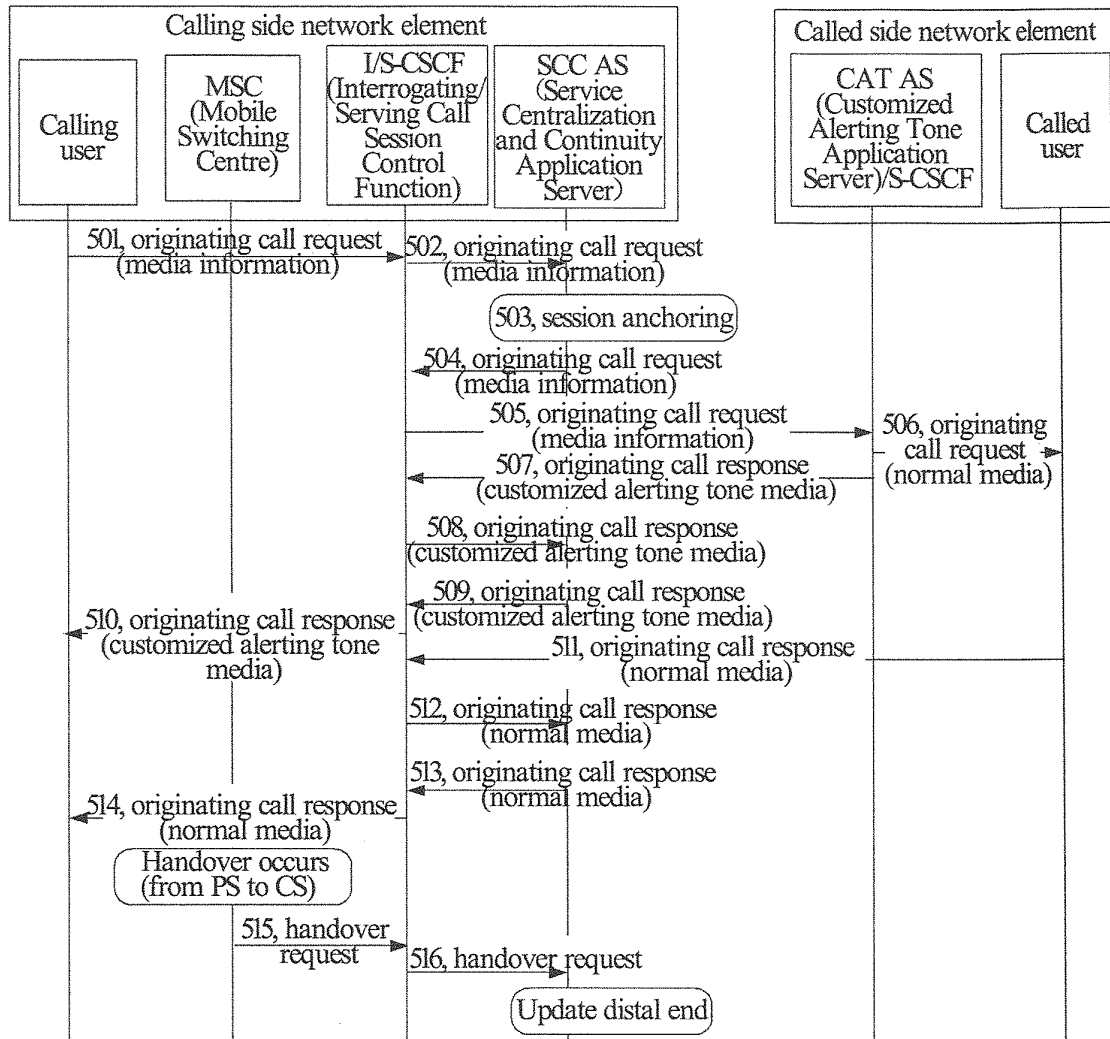 Calling side network element
Called side network element
Calling
user
MSC
(Mobile
Switching
Centre)
I/S-CSCF
(Interrogating/
Serving Call
Session
Control
Function)
SCC AS
(Service
Centralization
and Continuity
Application
Server)
CAT AS
(Customized
Alerting Tone
Application
Server)/S-CSCF
Called
user
501, originating call request
(media information)
502, originating call request
(media information)
503, session anchoring
504, originating call request
(media information)
505, originating call request
(media information)
506, originating
call request
(normal media)
507, originating call response
(customized alerting tone media)
508, originating call response
(customized alerting tone media)
509, originating call response
(customized alerting tone media)
510, originating call response
(customized alerting tone
media)
511, originating call response
(normal media)
512, originating call response
(normal media)
513, originating call response
(normal media)
514, originating call response
(normal media)
Handover occurs
(from PS to CS)
515, handover
request
516, handover request
Update distal end